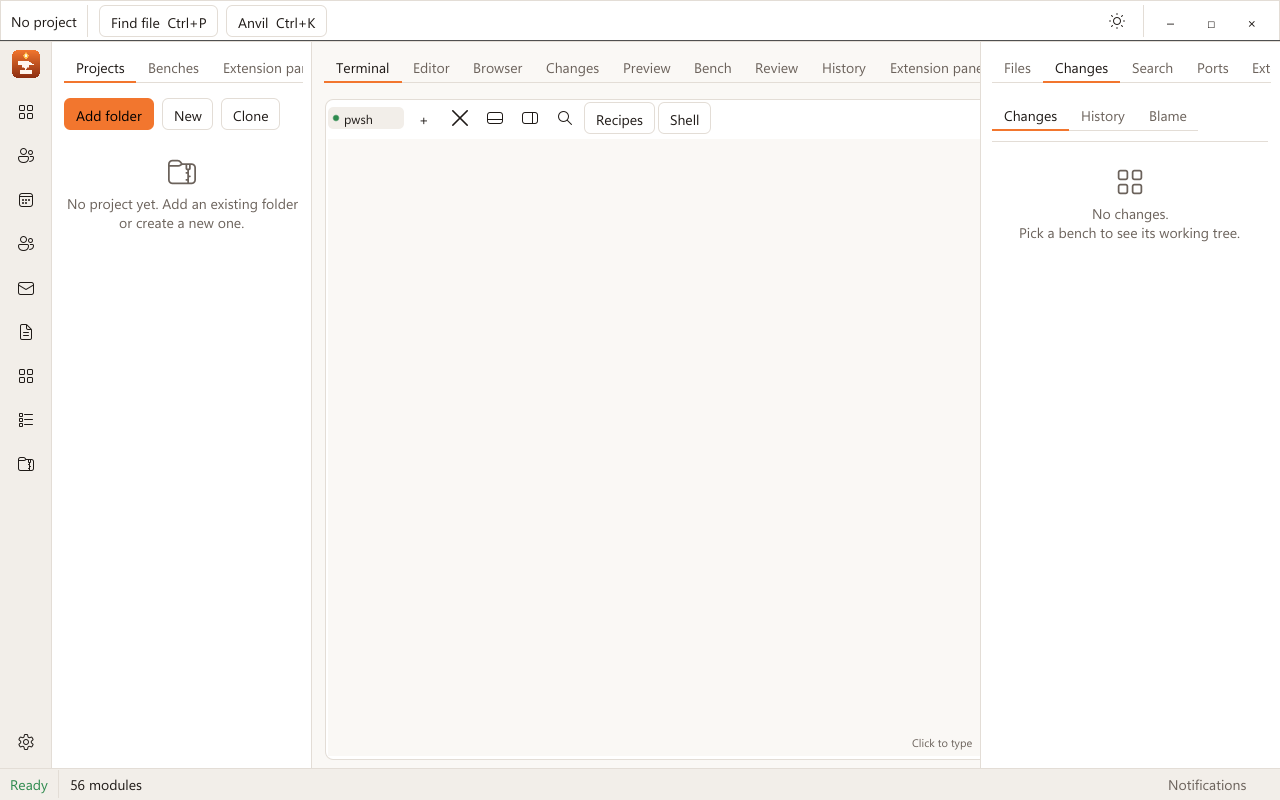 No project Find file Ctrl+P Anvil Ctrl+K
Projects Benches Extension par
Add folder New Clone
No project yet. Add an existing folder
or create a new one.
Terminal Editor Browser Changes Preview Bench Review History Extension pane
pwsh + Recipes Shell
Click to type
Files Changes Search Ports Ext
Changes History Blame
No changes.
Pick a bench to see its working tree.
Ready 56 modules Notifications